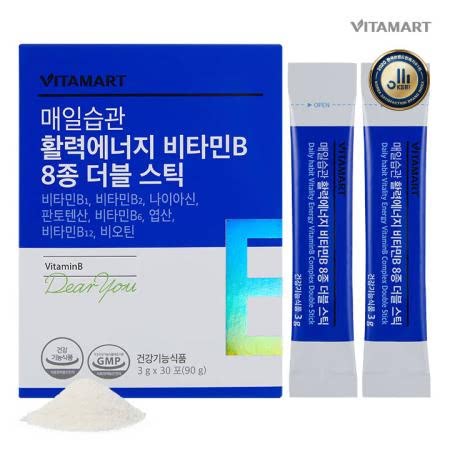 VITAMART
VITAMART
매일습관
활력에너지 비타민B
8종 더블 스틱
비타민B1, 비타민B2, 나이아신,
판토텐산, 비타민B6, 엽산,
비타민B12, 비오틴
VitaminB
Dear You
건강
기능식품
GMP
건강기능식품
3 g x 30 포(90 g)
OPEN
VITAMART
매일습관 활력에너지 비타민B 8종 더블 스틱
Daily habit Vitality Energy VitaminB Complex Double Stick
건강기능식품 3 g
KSBI
VITAMART
매일습관 활력에너지 비타민B 8종 더블 스틱
Daily habit Vitality Energy VitaminB Complex Double Stick
건강기능식품 3 g